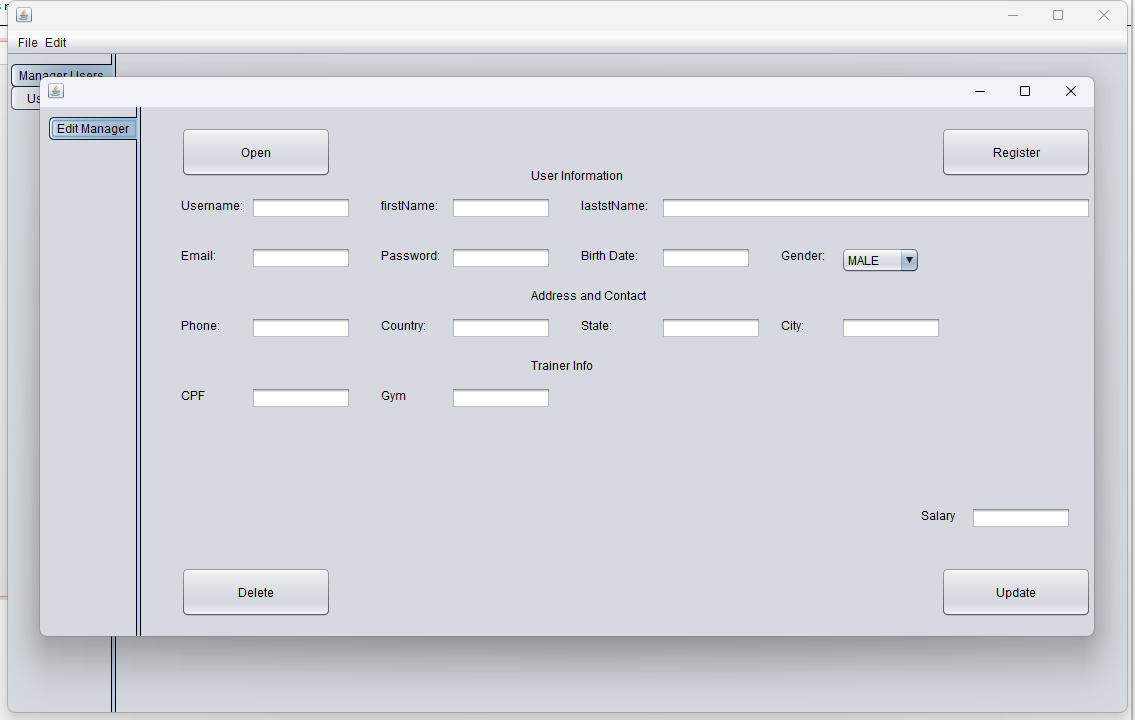 File Edit
Manager Users
Us
Edit Manager
Open
Register
User Information
Username:
firstName:
laststName:
Email:
Password:
Birth Date:
Gender:
MALE
Address and Contact
Phone:
Country:
State:
City:
Trainer Info
CPF
Gym
Salary
Delete
Update